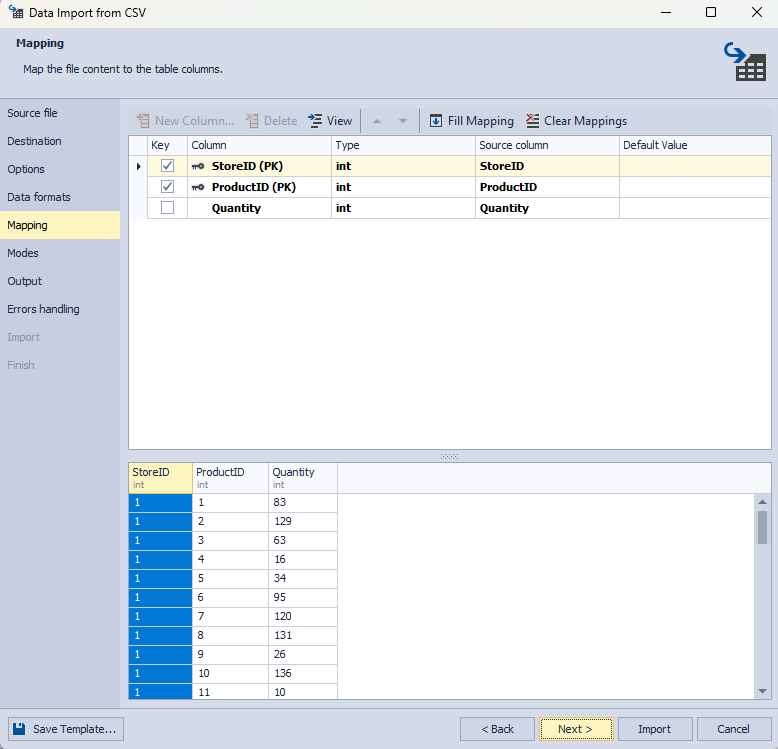 Data Import from CSV
Mapping
Map the file content to the table columns.
Source file
Destination
Options
Data formats
Mapping
Modes
Output
Errors handling
Import
Finish
New Column... Delete View Fill Mapping Clear Mappings
Key Column Type Source column Default Value
StoreID (PK) int StoreID
ProductID (PK) int ProductID
Quantity int Quantity
StoreID ProductID Quantity
int int int
1 1 83
1 2 129
1 3 63
1 4 16
1 5 34
1 6 95
1 7 120
1 8 131
1 9 26
1 10 136
1 11 10
Save Template... < Back Next > Import Cancel